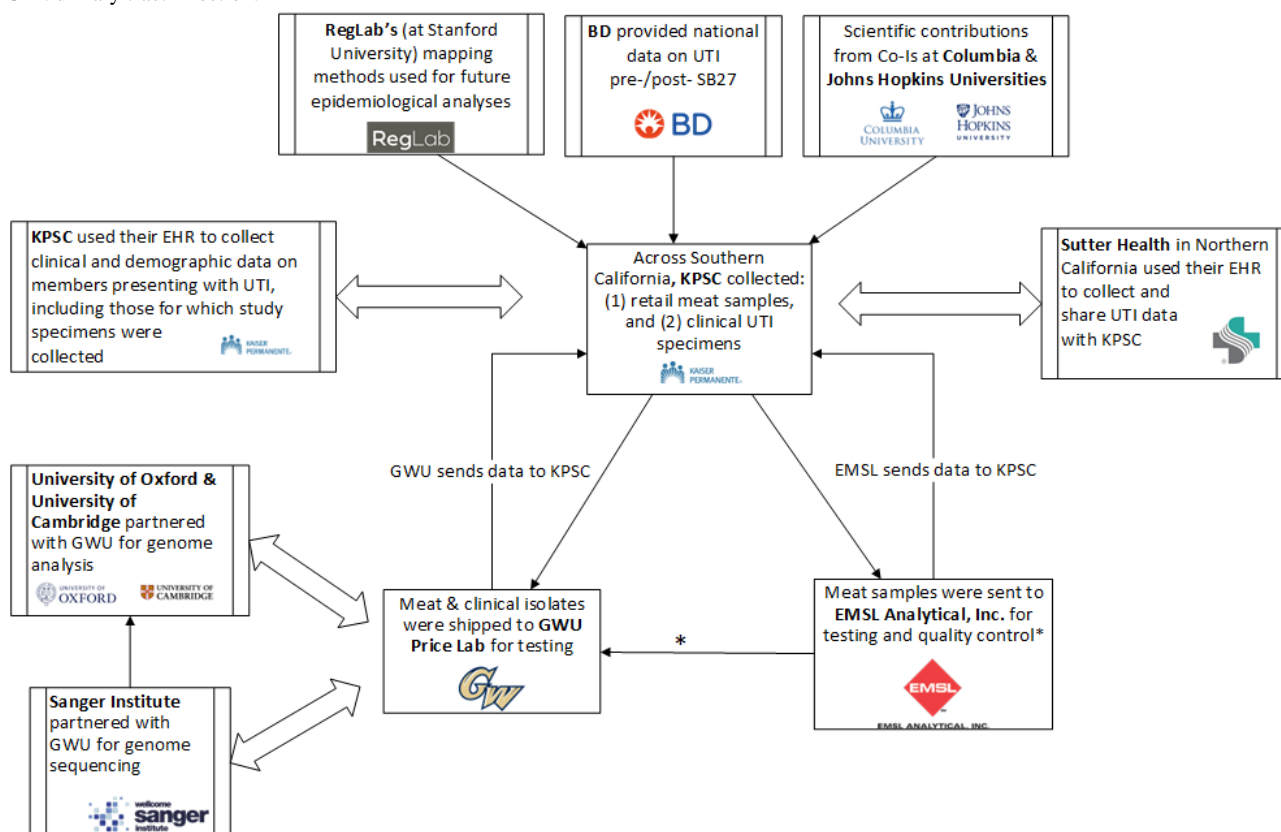 RegLab's (at Stanford
University) mapping
methods used for future
epidemiological analyses
RegLab
BD provided national
data on UTI
pre-/post- SB27
BD
Scientific contributions
from Co-Is at Columbia &
Johns Hopkins Universities
COLUMBIA
UNIVERSITY
JOHNS
HOPKINS
UNIVERSITY
KPSC used their EHR to collect
clinical and demographic data on
members presenting with UTI,
including those for which study
specimens were
collected
KAISER
PERMANENTE.
Across Southern
California, KPSC collected:
(1) retail meat samples,
and (2) clinical UTI
specimens
KAISER
PERMANENTE.
Sutter Health in Northern
California used their EHR
to collect and
share UTI data
with KPSC
GWU sends data to KPSC
EMSL sends data to KPSC
University of Oxford &
University of
Cambridge partnered
with GWU for genome
analysis
UNIVERSITY OF
OXFORD
UNIVERSITY OF
CAMBRIDGE
Meat & clinical isolates
were shipped to GWU
Price Lab for testing
GW
*
Meat samples were sent to
EMSL Analytical, Inc. for
testing and quality control*
EMSL
EMSL ANALYTICAL, INC.
Sanger Institute
partnered with
GWU for genome
sequencing
wellcome
sanger
institute